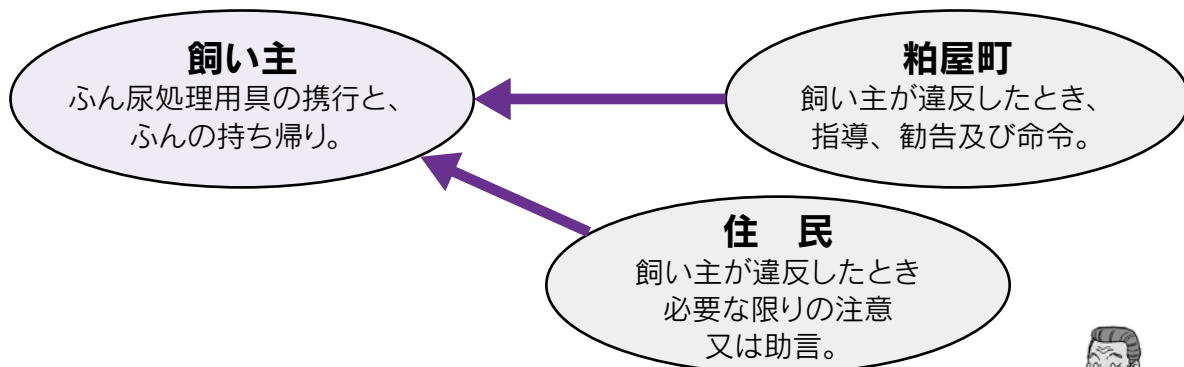 飼い主
ふん尿処理用具の携行と、
ふんの持ち帰り。
粕屋町
飼い主が違反したとき、
指導、勧告及び命令。
住　民
飼い主が違反したとき
必要な限りの注意
又は助言。